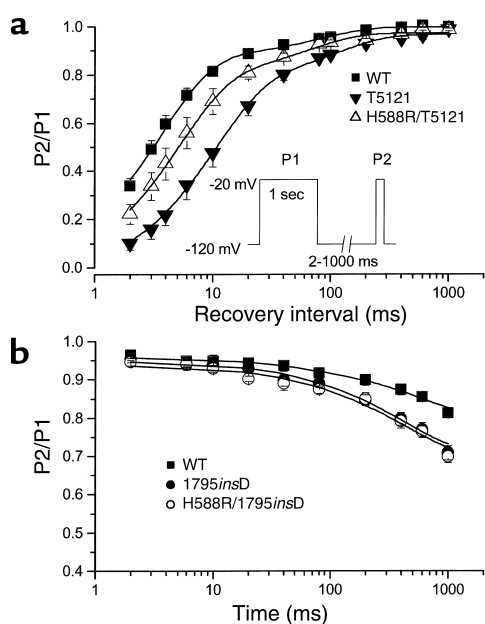 a
1.0
0.8
0.6
0.4
0.2
0.0
P2/P1
WT
T5121
H588R/T5121
P1
P2
-20 mV
1 sec
-120 mV
2-1000 ms
1
10
100
1000
Recovery interval (ms)
b
1.0
0.9
0.8
0.7
0.6
0.5
0.4
P2/P1
WT
1795insD
H588R/1795insD
1
10
100
1000
Time (ms)